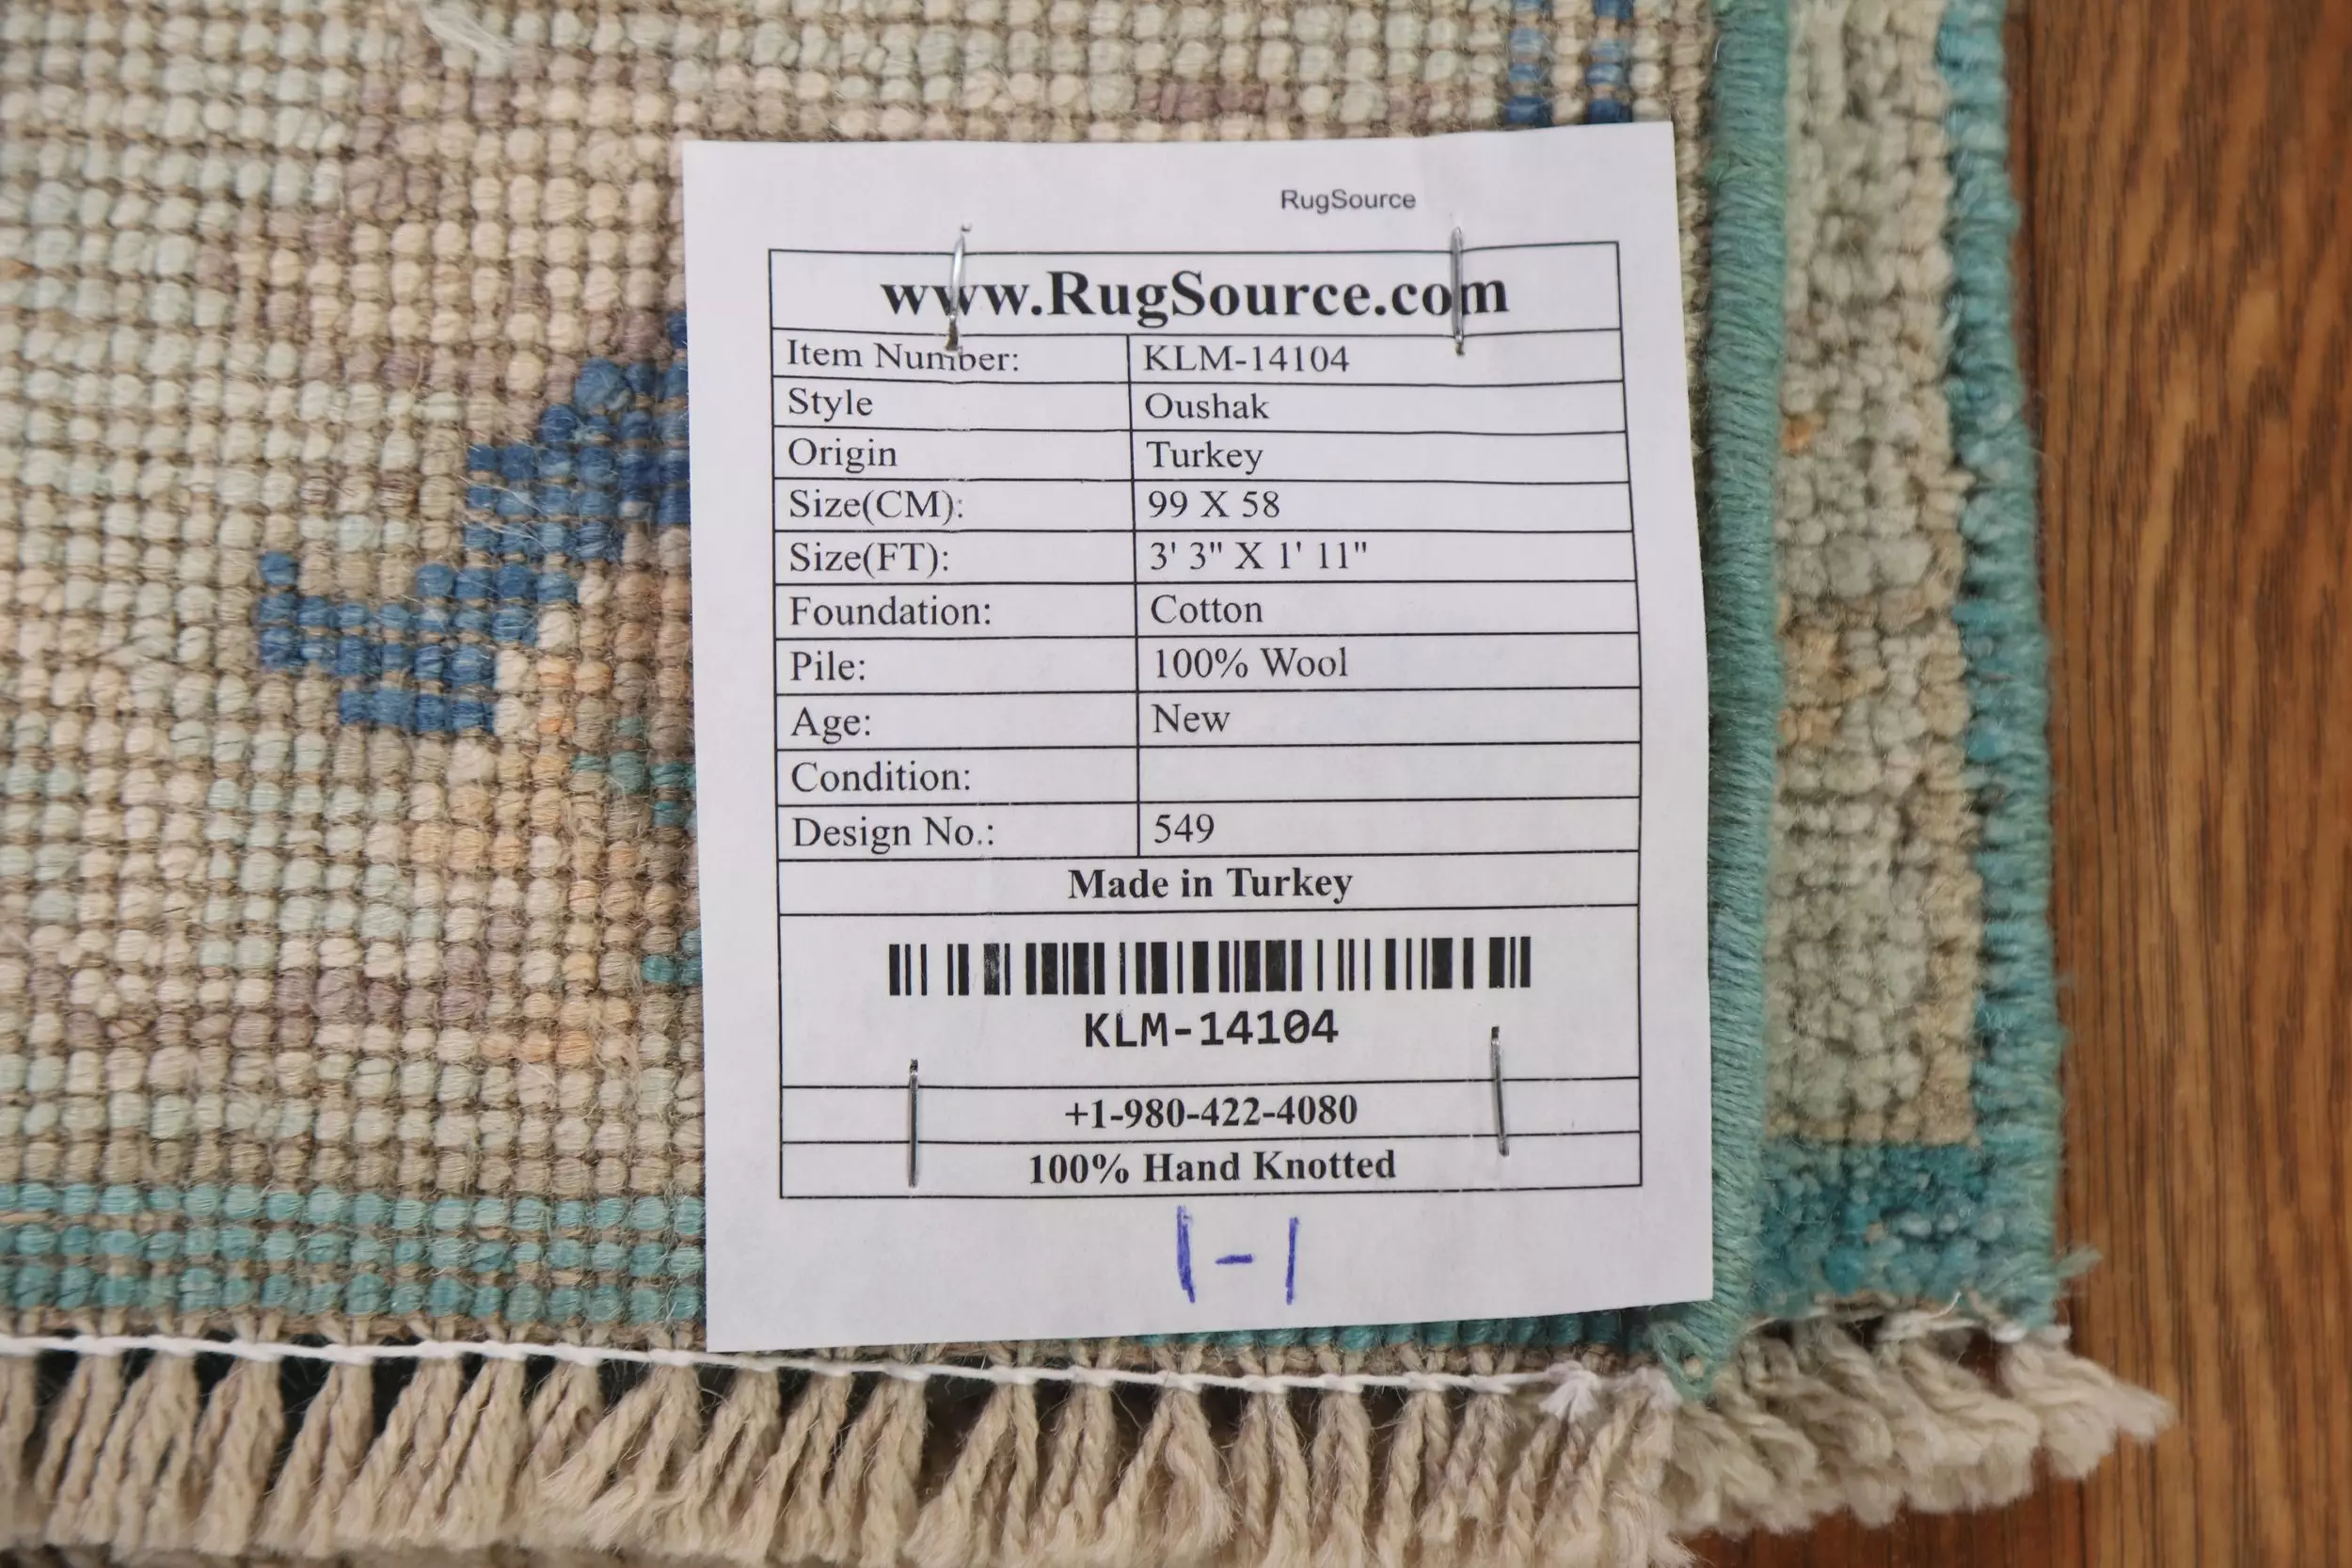 RugSource
www.RugSource.com
Item Number: KLM-14104
Style Oushak
Origin Turkey
Size(CM): 99 X 58
Size(FT): 3' 3" X 1' 11"
Foundation: Cotton
Pile: 100% Wool
Age: New
Condition:
Design No.: 549
Made in Turkey
KLM-14104
+1-980-422-4080
100% Hand Knotted
1-1